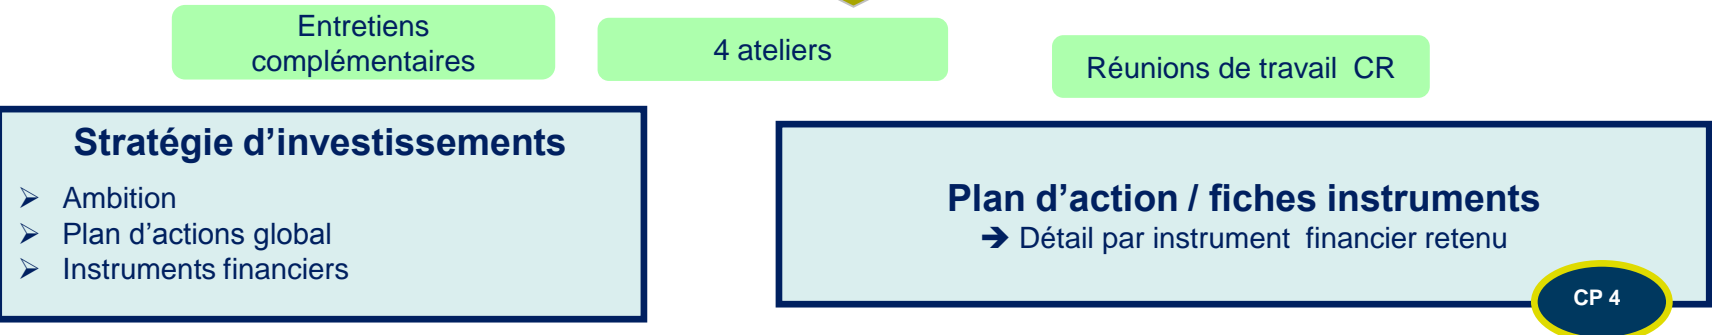 Entretiens
complémentaires
4 ateliers
Réunions de travail  CR
Stratégie d’investissements
➢ Ambition
➢ Plan d’actions global
➢ Instruments financiers
Plan d’action / fiches instruments
➔ Détail par instrument  financier retenu
CP 4